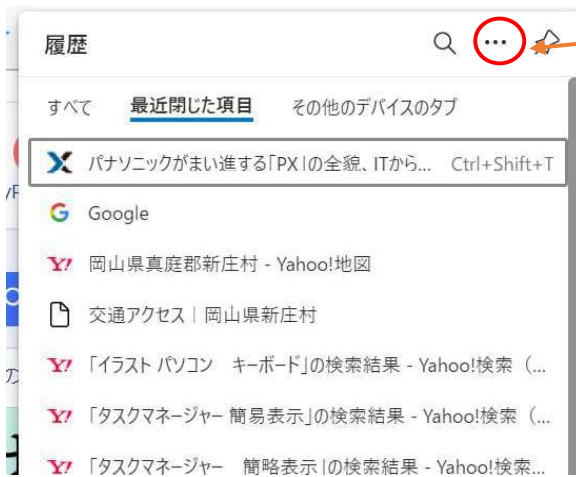 履歴
すべて 最近閉じた項目 その他のデバイスのタブ
パナソニックがまい進する「PX」の全貌、ITから... Ctrl+Shift+T
Google
岡山県真庭郡新庄村 - Yahoo!地図
交通アクセス | 岡山県新庄村
「イラスト パソコン　キーボード」の検索結果 - Yahoo!検索（...
「タスクマネージャー 簡易表示」の検索結果 - Yahoo!検索（...
「タスクマネージャー　簡略表示」の検索結果 - Yahoo!検索...